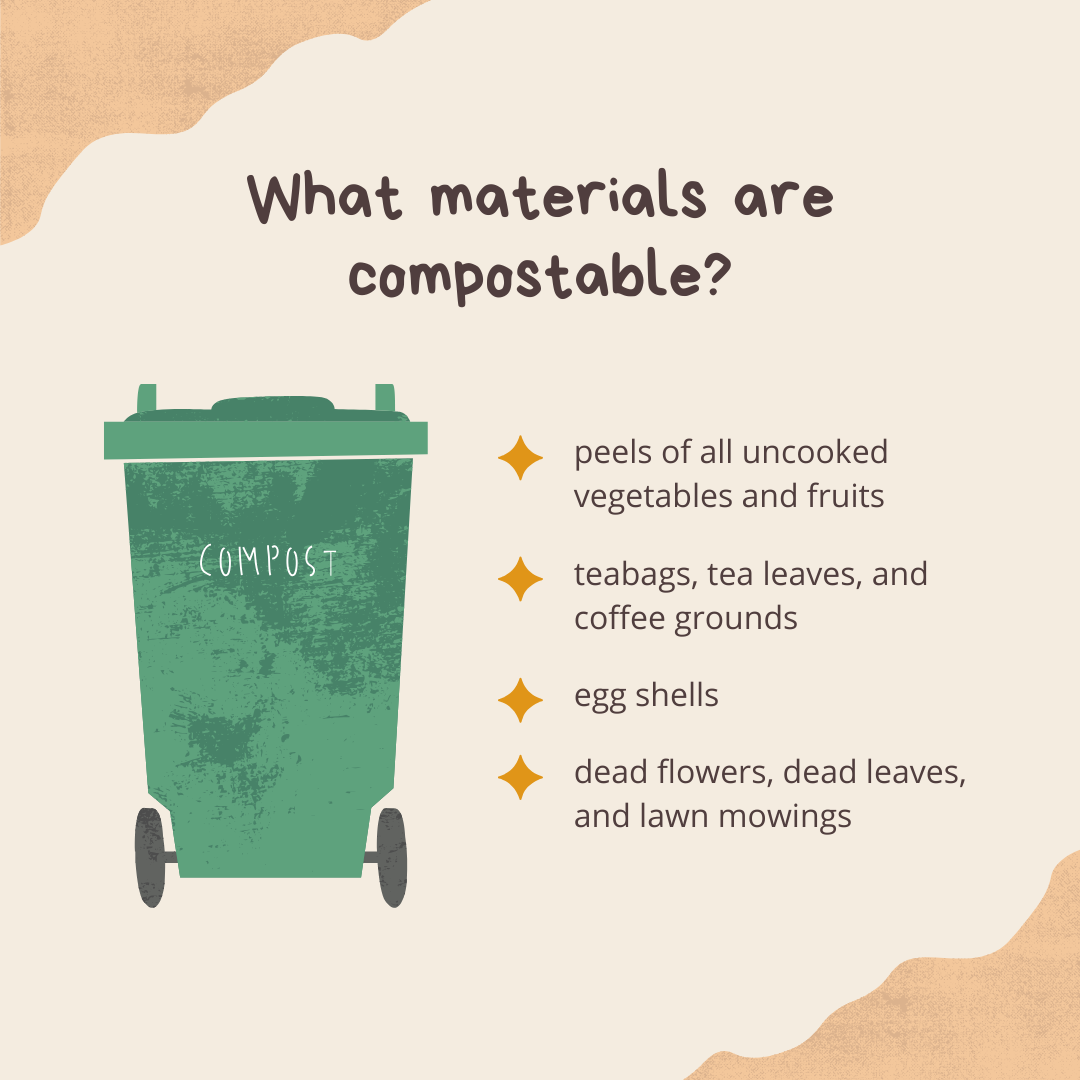 What materials are
compostable?
COMPOST
peels of all uncooked
vegetables and fruits
teabags, tea leaves, and
coffee grounds
egg shells
dead flowers, dead leaves,
and lawn mowings